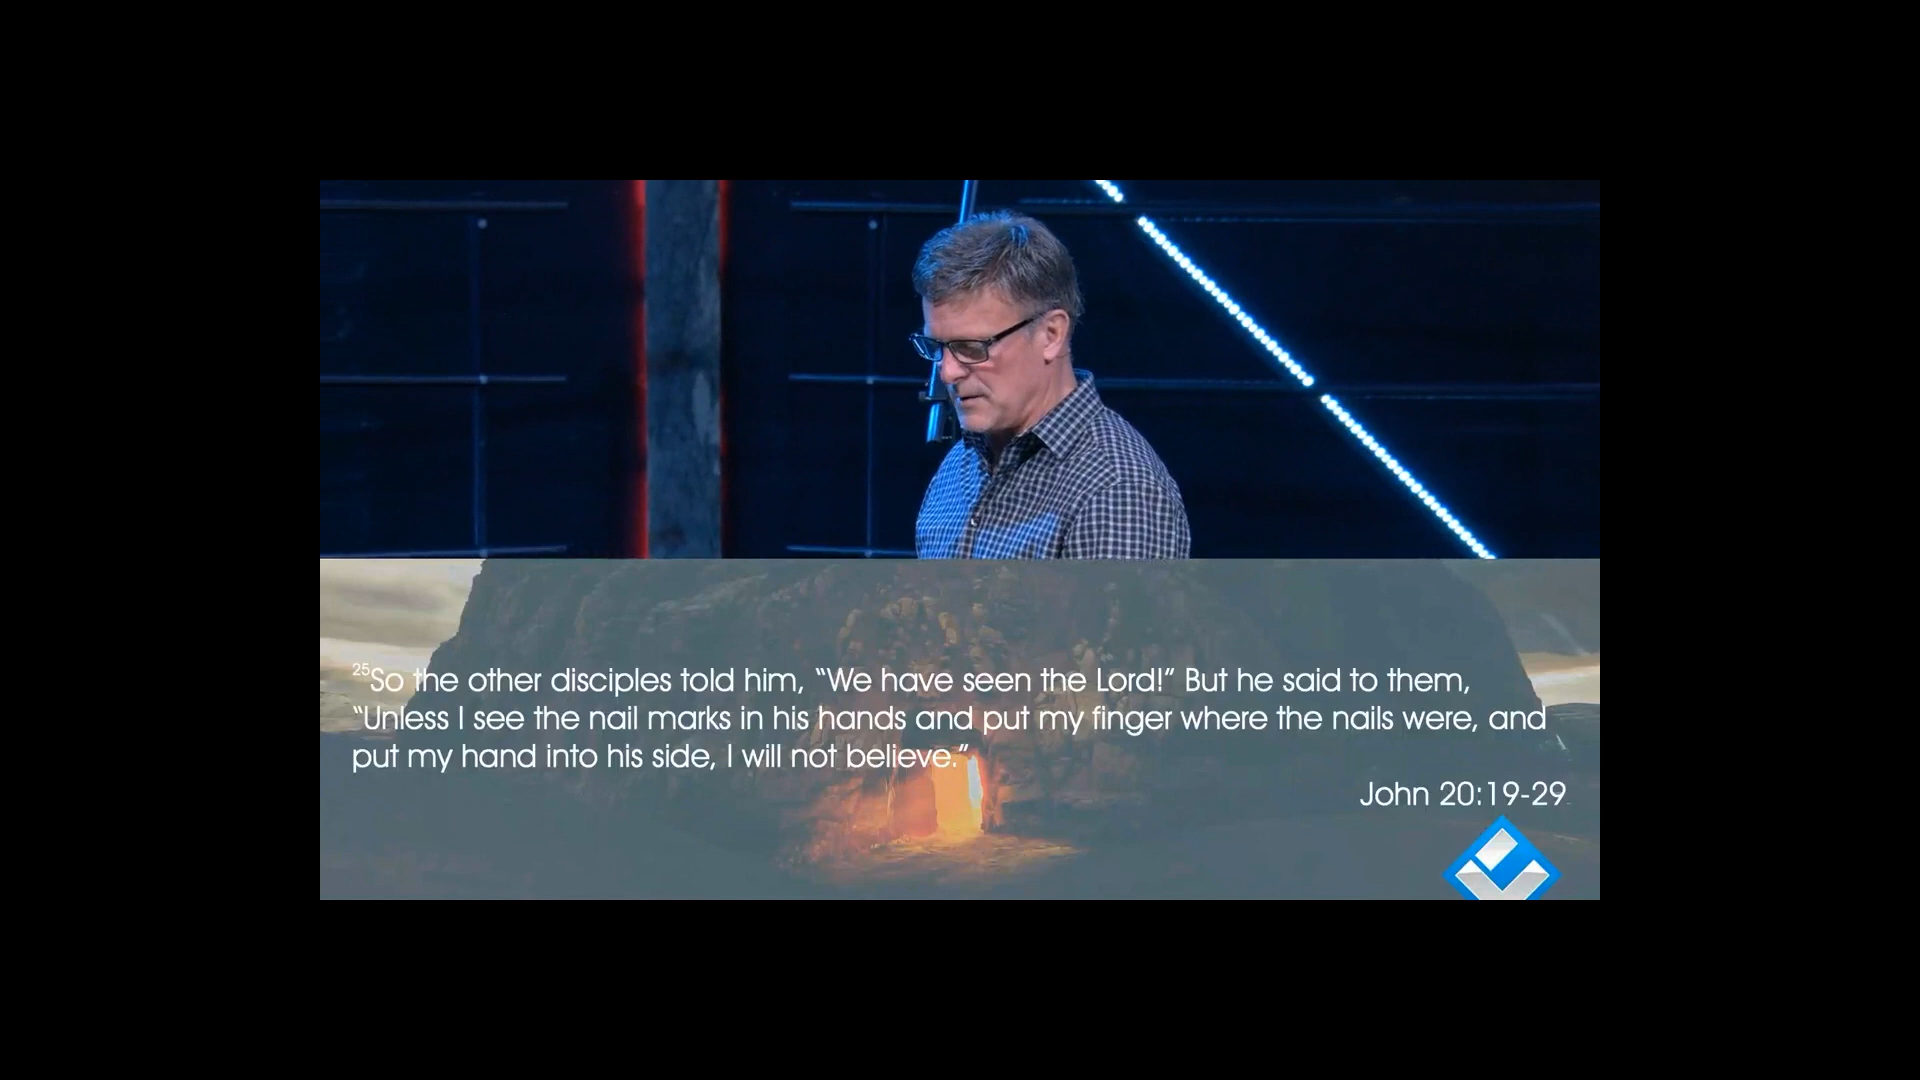 25So the other disciples told him, “We have seen the Lord!” But he said to them,
“Unless I see the nail marks in his hands and put my finger where the nails were, and
put my hand into his side, I will not believe.”
John 20:19-29